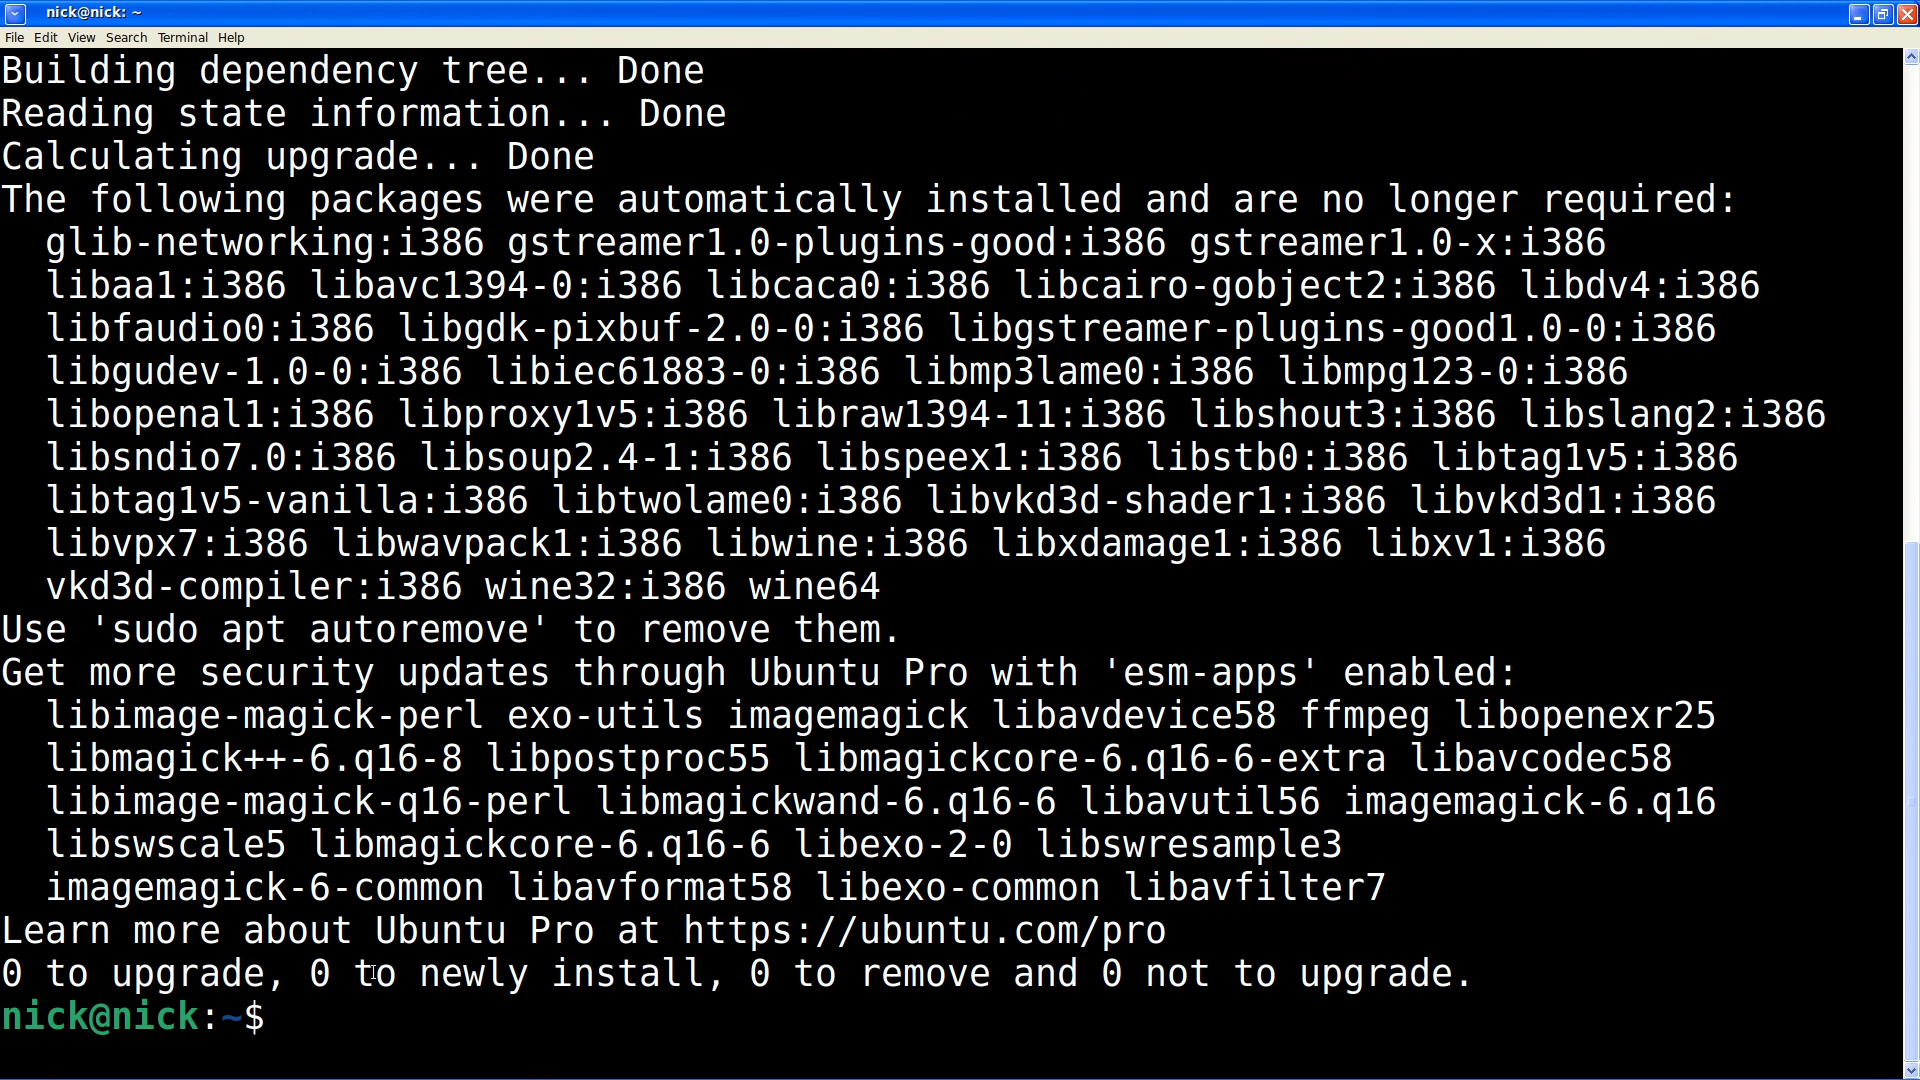 nick@nick: ~
File Edit View Search Terminal Help
Building dependency tree... Done
Reading state information... Done
Calculating upgrade... Done
The following packages were automatically installed and are no longer required:
  glib-networking:i386 gstreamer1.0-plugins-good:i386 gstreamer1.0-x:i386
  libaa1:i386 libavc1394-0:i386 libcaca0:i386 libcairo-gobject2:i386 libdv4:i386
  libfaudio0:i386 libgdk-pixbuf-2.0-0:i386 libgstreamer-plugins-good1.0-0:i386
  libgudev-1.0-0:i386 libiec61883-0:i386 libmp3lame0:i386 libmpg123-0:i386
  libopenal1:i386 libproxy1v5:i386 libraw1394-11:i386 libshout3:i386 libslang2:i386
  libsndio7.0:i386 libsoup2.4-1:i386 libspeex1:i386 libstb0:i386 libtag1v5:i386
  libtag1v5-vanilla:i386 libtwolame0:i386 libvkd3d-shader1:i386 libvkd3d1:i386
  libvpx7:i386 libwavpack1:i386 libwine:i386 libxdamage1:i386 libxv1:i386
  vkd3d-compiler:i386 wine32:i386 wine64
Use 'sudo apt autoremove' to remove them.
Get more security updates through Ubuntu Pro with 'esm-apps' enabled:
  libimage-magick-perl exo-utils imagemagick libavdevice58 ffmpeg libopenexr25
  libmagick++-6.q16-8 libpostproc55 libmagickcore-6.q16-6-extra libavcodec58
  libimage-magick-q16-perl libmagickwand-6.q16-6 libavutil56 imagemagick-6.q16
  libswscale5 libmagickcore-6.q16-6 libexo-2-0 libswresample3
  imagemagick-6-common libavformat58 libexo-common libavfilter7
Learn more about Ubuntu Pro at https://ubuntu.com/pro
0 to upgrade, 0 to newly install, 0 to remove and 0 not to upgrade.
nick@nick:~$